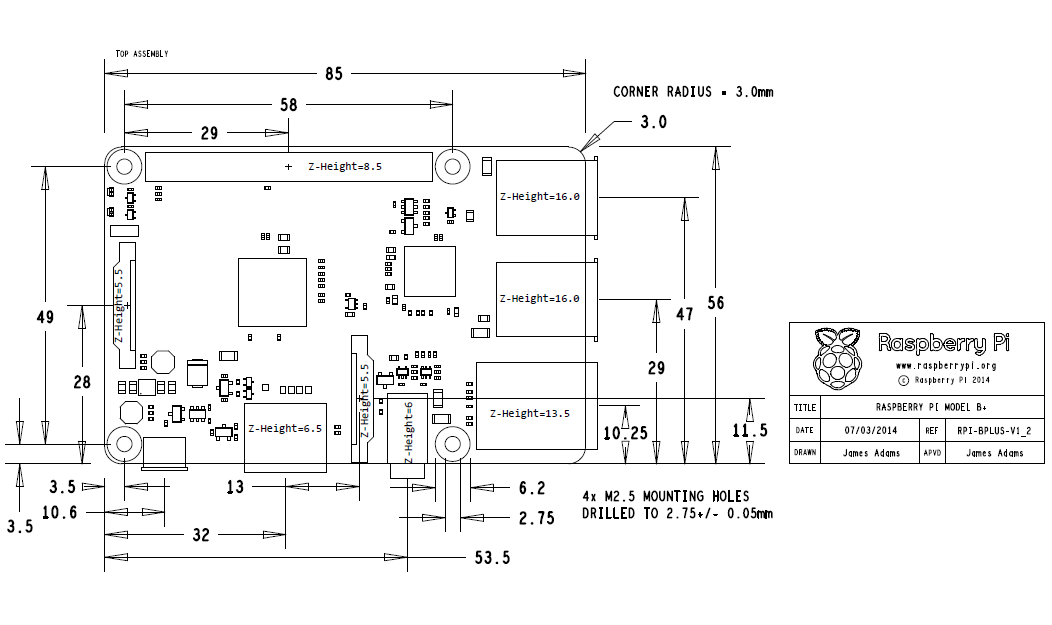 TOP ASSEMBLY
85
CORNER RADIUS = 3.0mm
58
3.0
29
Z-Height=8.5
Z-Height=16.0
Z-Height=5.5
Z-Height=16.0
49
47
56
28
29
Z-Height=5.5
Z-Height=6
Z-Height=13.5
Z-Height=6.5
10.25
11.5
3.5
13
6.2
10.6
3.5
2.75
32
53.5
4x M2.5 MOUNTING HOLES
DRILLED TO 2.75+/- 0.05mm
Raspberry Pi
www.raspberrypi.org
© Raspberry Pi 2014
TITLE RASPBERRY PI MODEL B+
DATE 07/03/2014 REF RPI-BPLUS-V1_2
DRAWN James Adams APVD James Adams